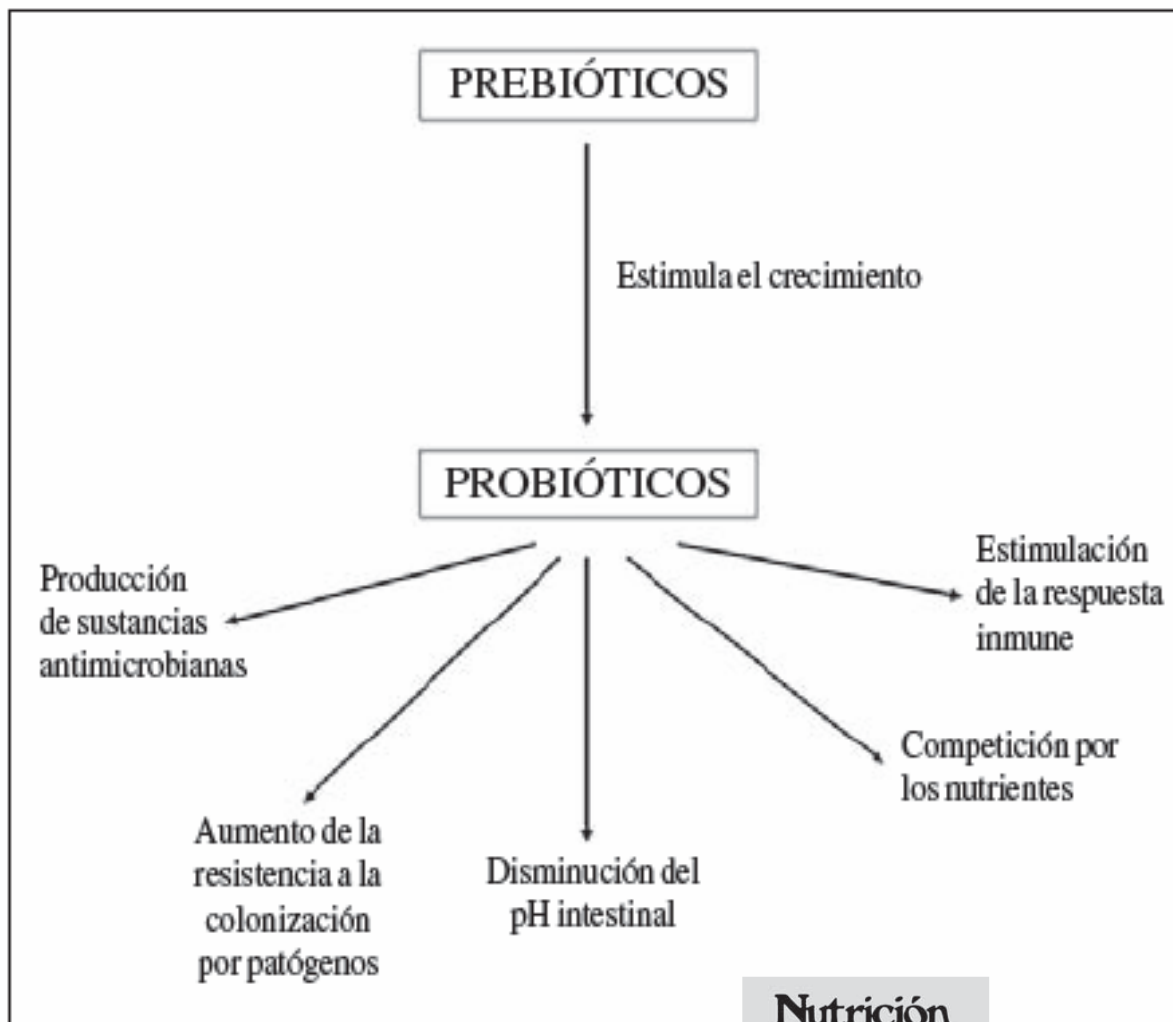 PREBIÓTICOS
Estimula el crecimiento
PROBIÓTICOS
Producción
de sustancias
antimicrobianas
Aumento de la
resistencia a la
colonización
por patógenos
Disminución del
pH intestinal
Competición por
los nutrientes
Estimulación
de la respuesta
inmune
Nutrición